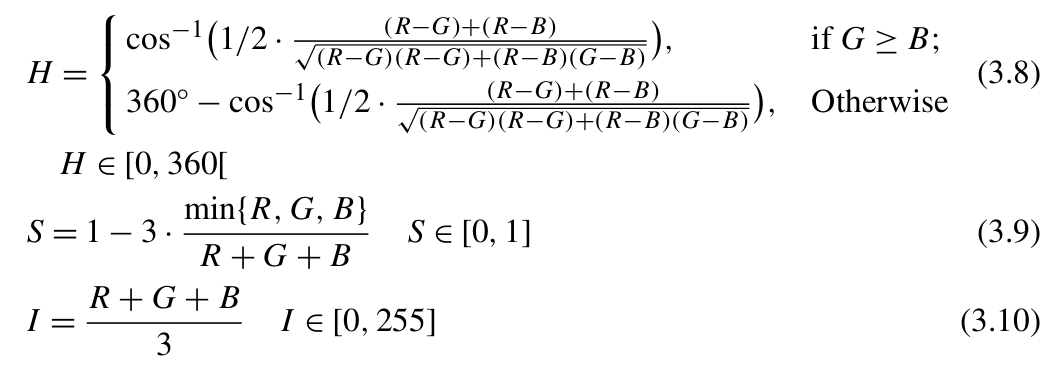 H = { cos⁻¹(1/2 · ((R−G)+(R−B)) / √((R−G)(R−G)+(R−B)(G−B))), if G ≥ B;
360° − cos⁻¹(1/2 · ((R−G)+(R−B)) / √((R−G)(R−G)+(R−B)(G−B))), Otherwise (3.8)
H ∈ [0, 360[
S = 1 − 3 · min{R, G, B} / (R + G + B) S ∈ [0, 1] (3.9)
I = (R + G + B) / 3 I ∈ [0, 255] (3.10)